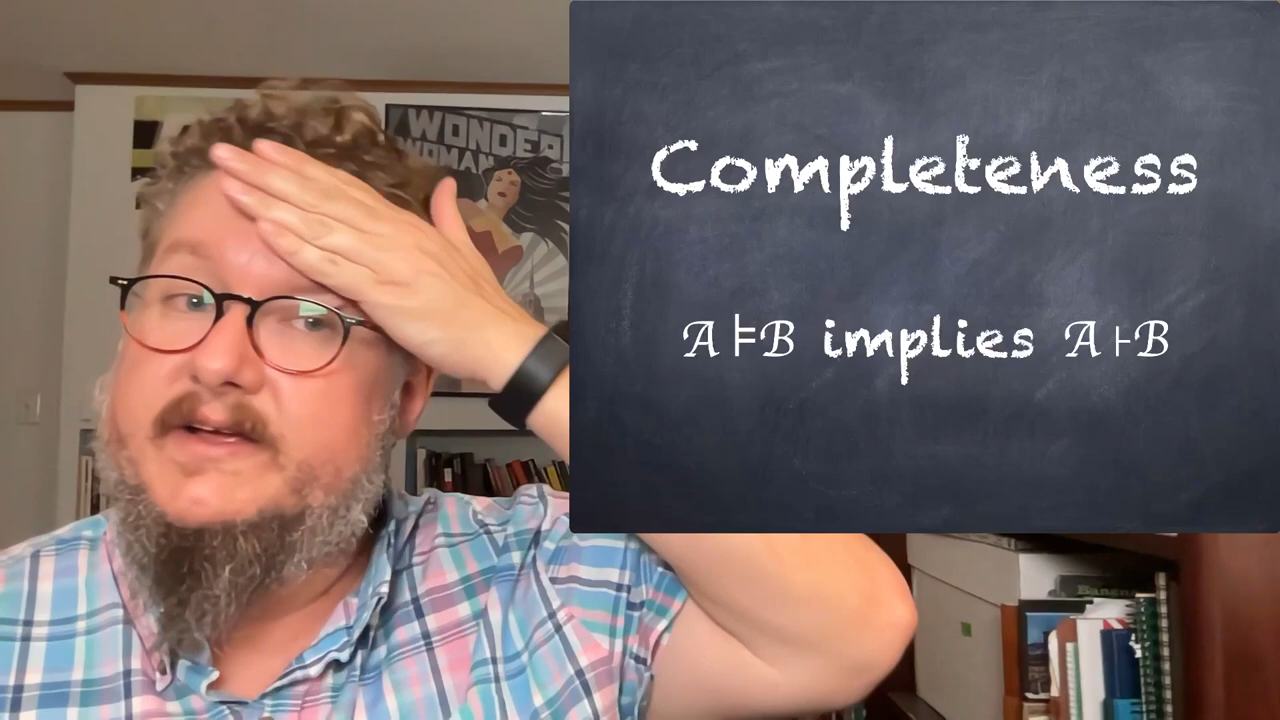 WONDER
WOMAN
Completeness
𝒜 ⊨ ℬ implies 𝒜 ⊢ ℬ